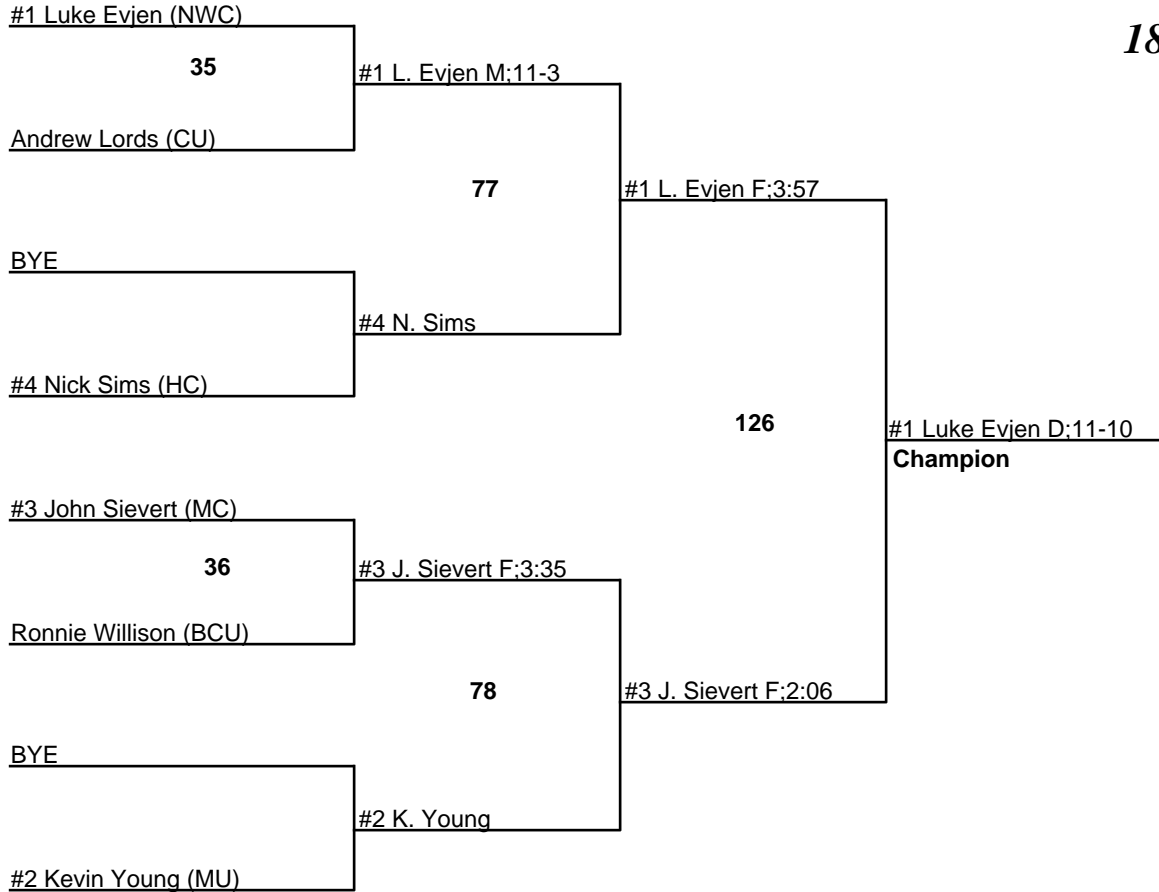 #1 Luke Evjen (NWC)
18
35
#1 L. Evjen M;11-3
Andrew Lords (CU)
77
#1 L. Evjen F;3:57
BYE
#4 N. Sims
#4 Nick Sims (HC)
126
#1 Luke Evjen D;11-10
Champion
#3 John Sievert (MC)
36
#3 J. Sievert F;3:35
Ronnie Willison (BCU)
78
#3 J. Sievert F;2:06
BYE
#2 K. Young
#2 Kevin Young (MU)